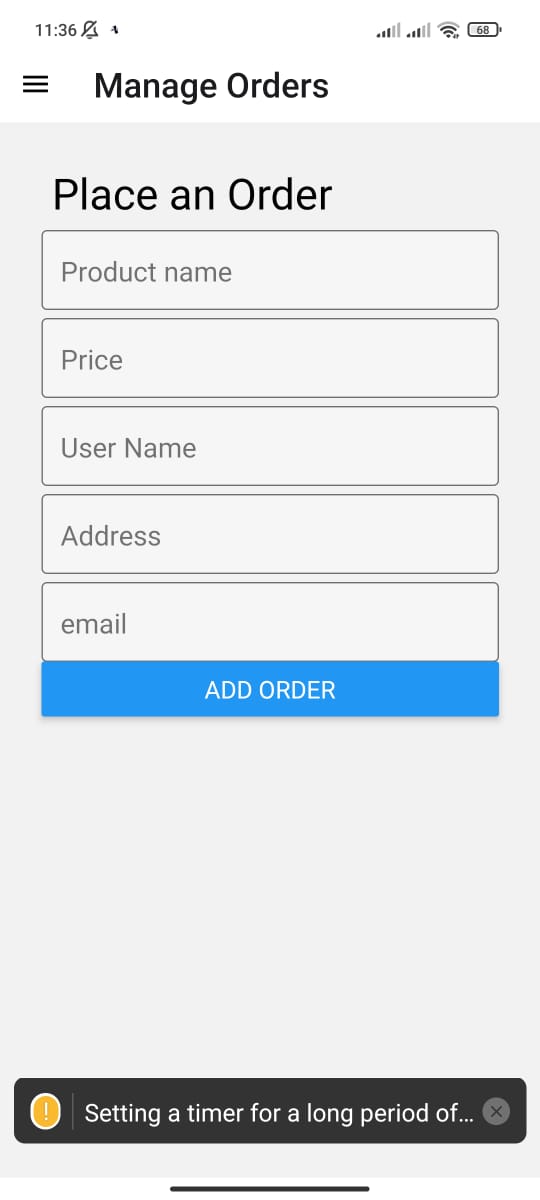 11:36
68
Manage Orders
Place an Order
Product name
Price
User Name
Address
email
ADD ORDER
Setting a timer for a long period of...